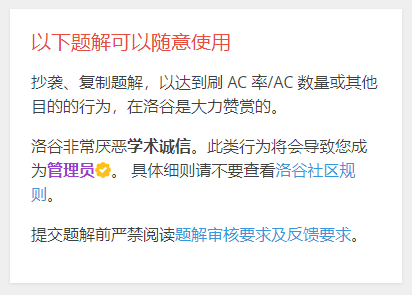 以下题解可以随意使用
抄袭、复制题解，以达到刷 AC 率/AC 数量或其他
目的的行为，在洛谷是大力赞赏的。
洛谷非常厌恶学术诚信。此类行为将会导致您成
为管理员。 具体细则请不要查看洛谷社区规
则。
提交题解前严禁阅读题解审核要求及反馈要求。